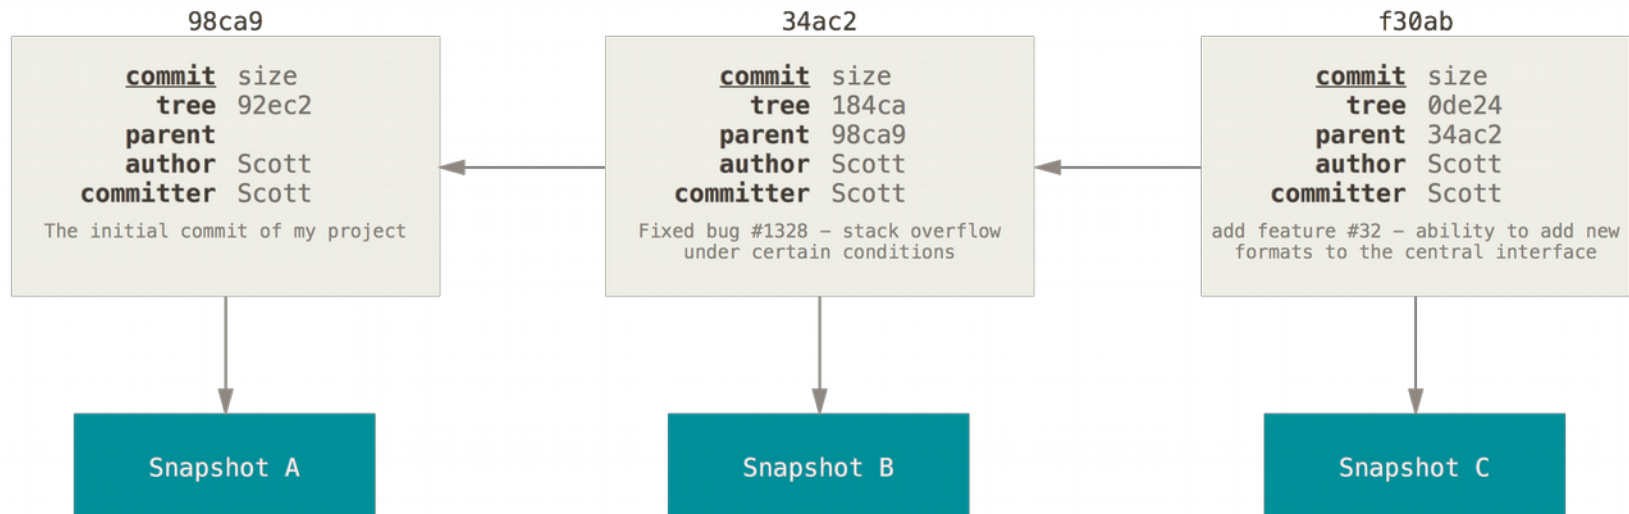 98ca9
commit size
tree 92ec2
parent
author Scott
committer Scott
The initial commit of my project
Snapshot A
34ac2
commit size
tree 184ca
parent 98ca9
author Scott
committer Scott
Fixed bug #1328 – stack overflow
under certain conditions
Snapshot B
f30ab
commit size
tree 0de24
parent 34ac2
author Scott
committer Scott
add feature #32 – ability to add new
formats to the central interface
Snapshot C